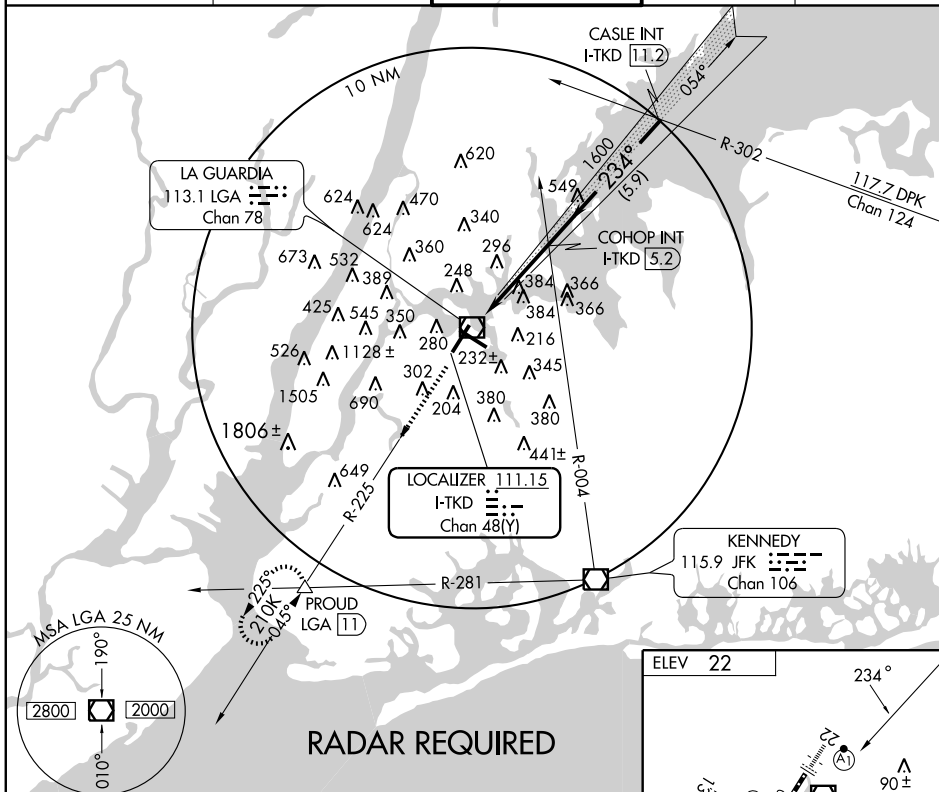 CASLE INT
I-TKD 11.2
10 NM
054°
R-302
117.7 DPK
Chan 124
1600
234°
(5.9)
LA GUARDIA
113.1 LGA
Chan 78
620
549
624
624
470
340
COHOP INT
I-TKD 5.2
673
532
360
296
389
248
384
384
366
366
425
545
350
280
216
526
1128 ±
232±
345
1505
690
302
204
380
380
1806 ±
441±
649
R-225
R-004
LOCALIZER 111.15
I-TKD
Chan 48(Y)
KENNEDY
115.9 JFK
Chan 106
R-281
225°
210K
045°
PROUD
LGA 11
MSA LGA 25 NM
190°
2800
2000
010°
RADAR REQUIRED
ELEV 22
234°
22
A1
90 ±